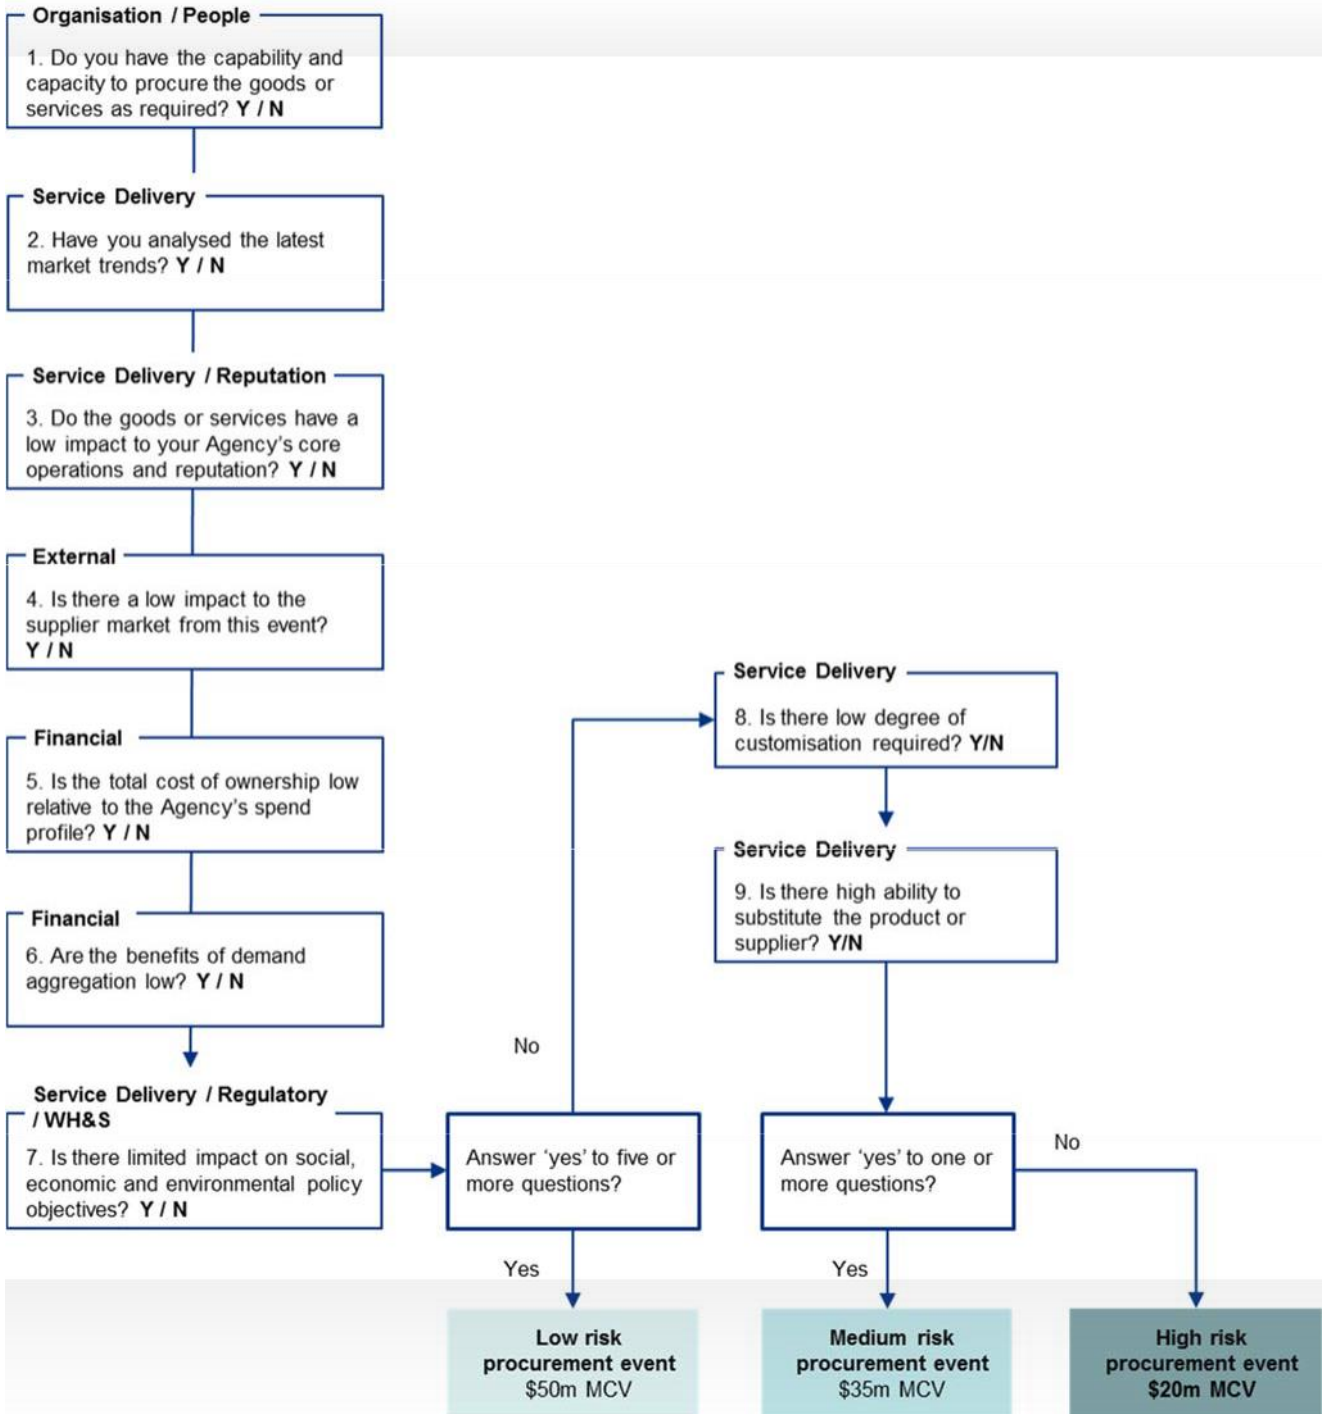 Organisation / People
1. Do you have the capability and
capacity to procure the goods or
services as required? Y / N
Service Delivery
2. Have you analysed the latest
market trends? Y / N
Service Delivery / Reputation
3. Do the goods or services have a
low impact to your Agency's core
operations and reputation? Y / N
External
4. Is there a low impact to the
supplier market from this event?
Y / N
Financial
5. Is the total cost of ownership low
relative to the Agency's spend
profile? Y / N
Financial
6. Are the benefits of demand
aggregation low? Y / N
Service Delivery / Regulatory
/ WH&S
7. Is there limited impact on social,
economic and environmental policy
objectives? Y / N
Answer 'yes' to five or
more questions?
No
Yes
Service Delivery
8. Is there low degree of
customisation required? Y/N
Service Delivery
9. Is there high ability to
substitute the product or
supplier? Y/N
Answer 'yes' to one or
more questions?
No
Yes
Low risk
procurement event
$50m MCV
Medium risk
procurement event
$35m MCV
High risk
procurement event
$20m MCV